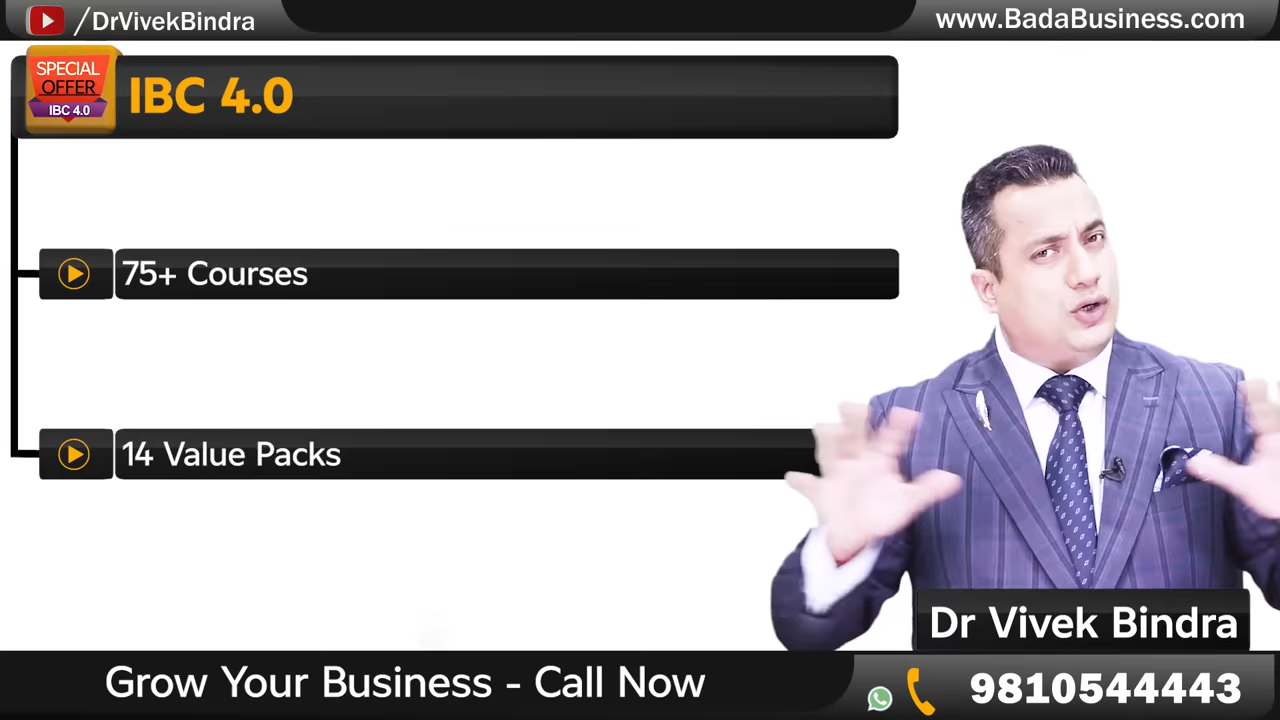 /DrVivekBindra
www.BadaBusiness.com
SPECIAL
OFFER
IBC 4.0
IBC 4.0
75+ Courses
14 Value Packs
Dr Vivek Bindra
Grow Your Business - Call Now
9810544443